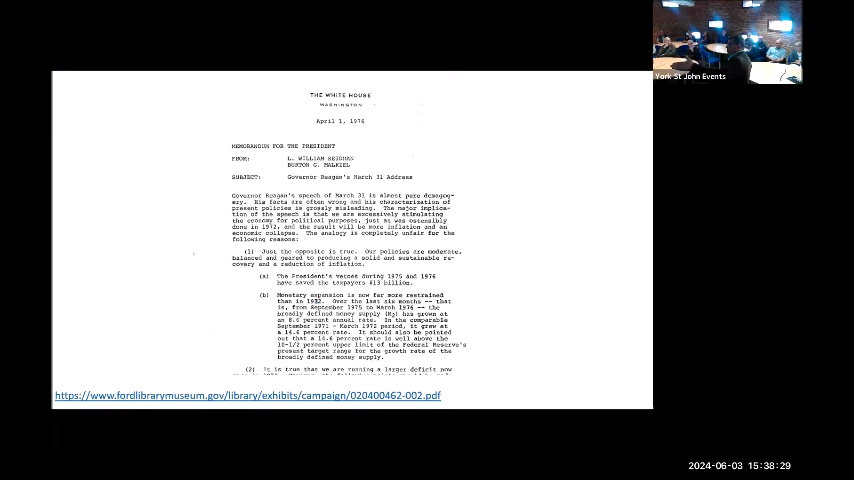 York St John Events
THE WHITE HOUSE
WASHINGTON
April 1, 1976
MEMORANDUM FOR THE PRESIDENT
FROM: L. WILLIAM SEIDMAN
BURTON G. MALKIEL
SUBJECT: Governor Reagan's March 31 Address
Governor Reagan's speech of March 31 is almost pure demagog-
ery. His facts are often wrong and his characterization of
present policies is grossly misleading. The major implica-
tion of the speech is that we are excessively stimulating
the economy for political purposes, just as was ostensibly
done in 1972, and the result will be more inflation and an
economic collapse. The analogy is completely unfair for the
following reasons:
(1) Just the opposite is true. Our policies are moderate,
balanced and geared to producing a solid and sustainable re-
covery and a reduction of inflation.
(a) The President's vetoes during 1975 and 1976
have saved the taxpayers $13 billion.
(b) Monetary expansion is now far more restrained
than in 1972. Over the last six months -- that
is, from September 1975 to March 1976 -- the
broadly defined money supply (M2) has grown at
an 8.6 percent annual rate. In the comparable
September 1971 - March 1972 period, it grew at
a 14.6 percent rate. It should also be pointed
out that a 14.6 percent rate is well above the
10-1/2 percent upper limit of the Federal Reserve's
present target range for the growth rate of the
broadly defined money supply.
(2) It is true that we are running a larger deficit now
https://www.fordlibrarymuseum.gov/library/exhibits/campaign/020400462-002.pdf
2024-06-03 15:38:29